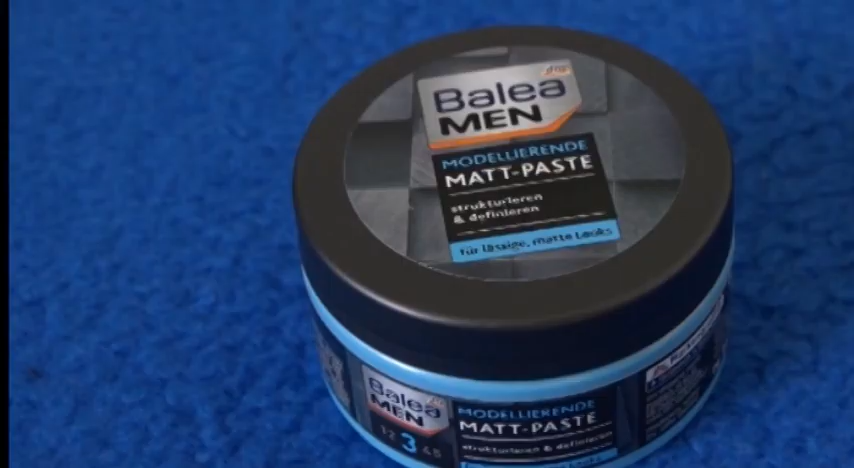 Balea
MEN
MODELLIERENDE
MATT-PASTE
strukturieren
& definieren
für lässige, matte Looks
Balea
MEN
1 2 3 4 5
MODELLIERENDE
MATT-PASTE
strukturieren & definieren